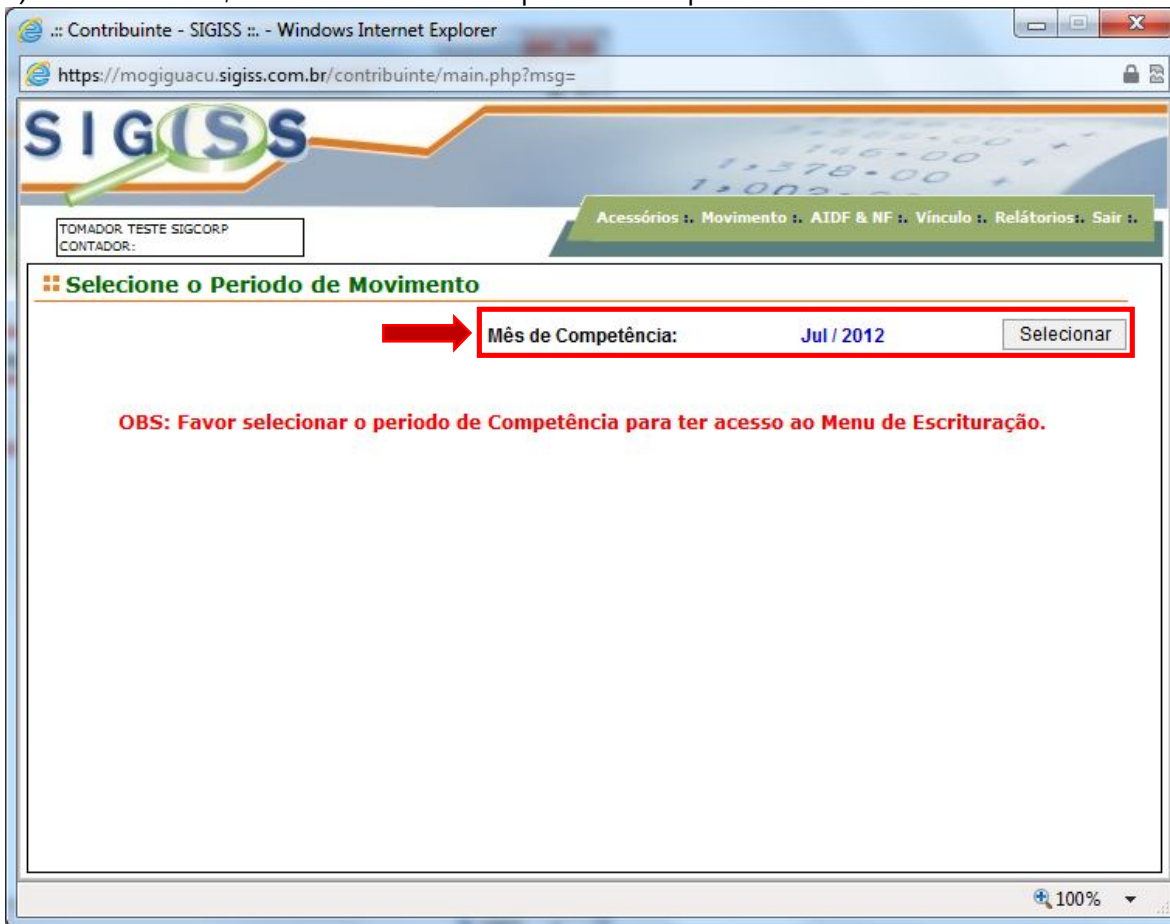 .:: Contribuinte - SIGISS ::. - Windows Internet Explorer
https://mogiguacu.sigiss.com.br/contribuinte/main.php?msg=
SIGISS
Acessórios :. Movimento :. AIDF & NF :. Vínculo :. Relátorios:. Sair :.
TOMADOR TESTE SIGCORP
CONTADOR:
Selecione o Periodo de Movimento
Mês de Competência: Jul / 2012 Selecionar
OBS: Favor selecionar o periodo de Competência para ter acesso ao Menu de Escrituração.
100%